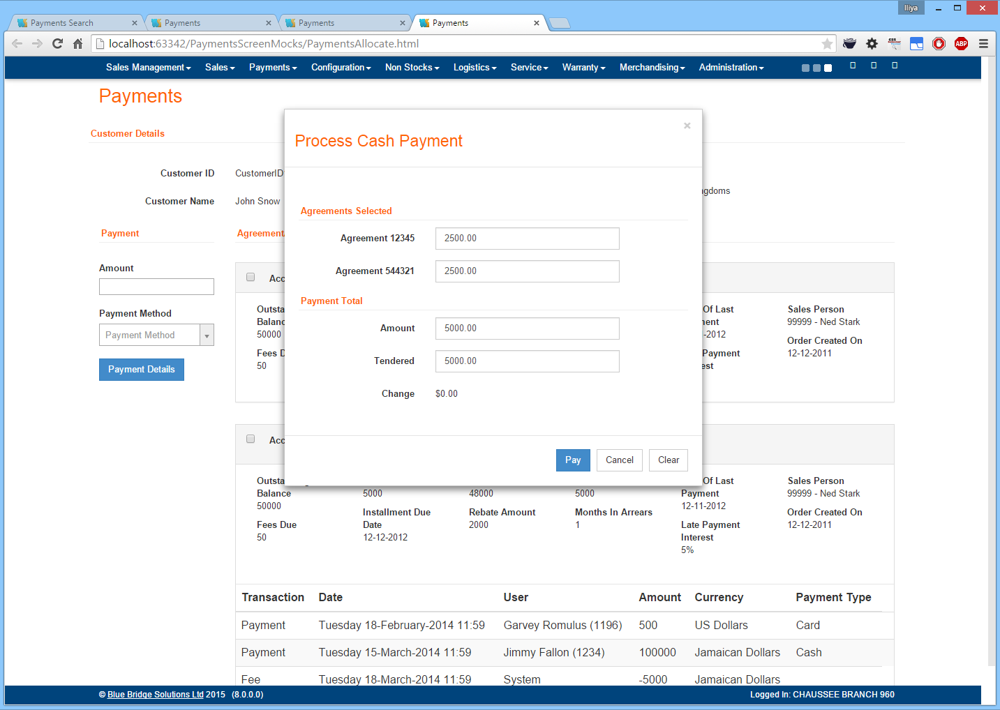 Iliya
Payments Search
Payments
Payments
Payments
localhost:63342/PaymentsScreenMocks/PaymentsAllocate.html
ABP
Sales Management Sales Payments Configuration Non Stocks Logistics Service Warranty Merchandising Administration
Payments
Customer Details
Customer ID CustomerID
Customer Name John Snow
ngdoms
Payment
Agreement
Amount
Payment Method
Payment Method
Payment Details
Process Cash Payment
Agreements Selected
Agreement 12345 2500.00
Agreement 544321 2500.00
Payment Total
Amount 5000.00
Tendered 5000.00
Change $0.00
Pay Cancel Clear
Acc
Outsta
Balanc
50000
Fees D
50
Of Last
ent
-2012
Payment
est
Sales Person
99999 - Ned Stark
Order Created On
12-12-2011
Acc
Outsta
Balance
50000
Fees Due
50
5000
Installment Due
Date
12-12-2012
48000
Rebate Amount
2000
5000
Months In Arrears
1
Of Last
Payment
12-11-2012
Late Payment
Interest
5%
Sales Person
99999 - Ned Stark
Order Created On
12-12-2011
Transaction Date User Amount Currency Payment Type
Payment Tuesday 18-February-2014 11:59 Garvey Romulus (1196) 500 US Dollars Card
Payment Tuesday 15-March-2014 11:59 Jimmy Fallon (1234) 100000 Jamaican Dollars Cash
Fee Tuesday 18-March-2014 11:59 System -5000 Jamaican Dollars
© Blue Bridge Solutions Ltd 2015 (8.0.0.0)
Logged In: CHAUSSEE BRANCH 960